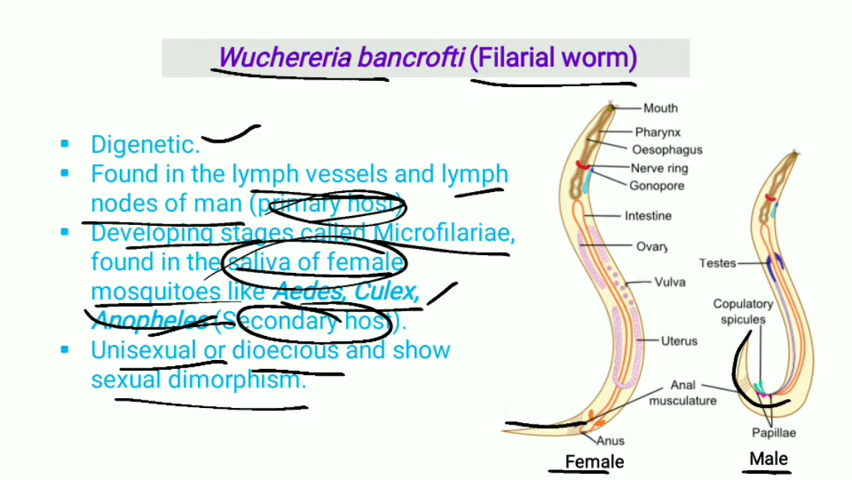 Wuchereria bancrofti (Filarial worm)
▪ Digenetic.
▪ Found in the lymph vessels and lymph
nodes of man (primary host)
▪ Developing stages called Microfilariae,
found in the saliva of female
mosquitoes like Aedes, Culex,
Anopheles (Secondary host).
▪ Unisexual or dioecious and show
sexual dimorphism.
Mouth
Pharynx
Oesophagus
Nerve ring
Gonopore
Intestine
Ovary
Vulva
Uterus
Anal
musculature
Anus
Female
Testes
Copulatory
spicules
Papillae
Male